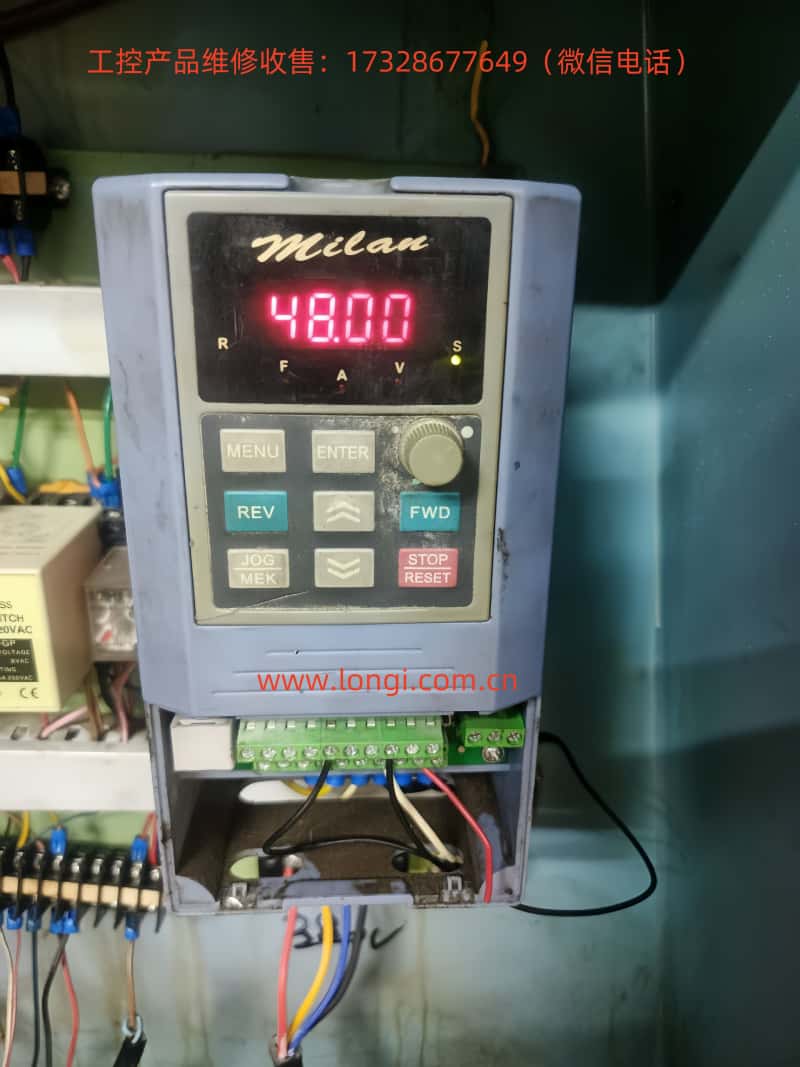 工控产品维修收售：17328677649（微信电话）
Milan
48.00
R
S
F
A
V
MENU
ENTER
REV
FWD
JOG
MEK
STOP
RESET
www.longi.com.cn
20VAC